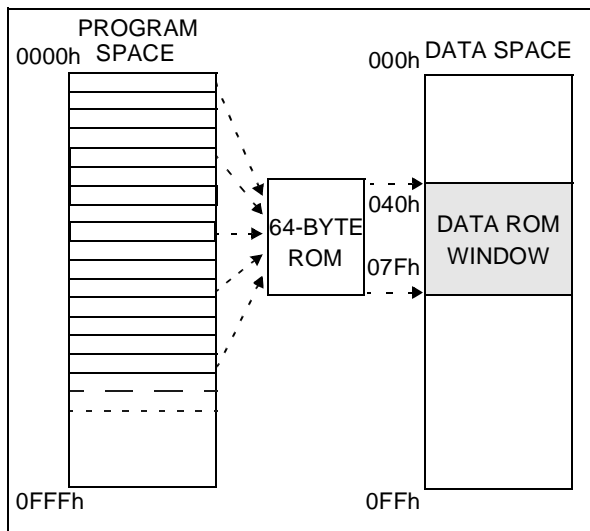 PROGRAM
SPACE
0000h
000h
DATA SPACE
64-BYTE
ROM
040h
07Fh
DATA ROM
WINDOW
0FFFh
0FFh